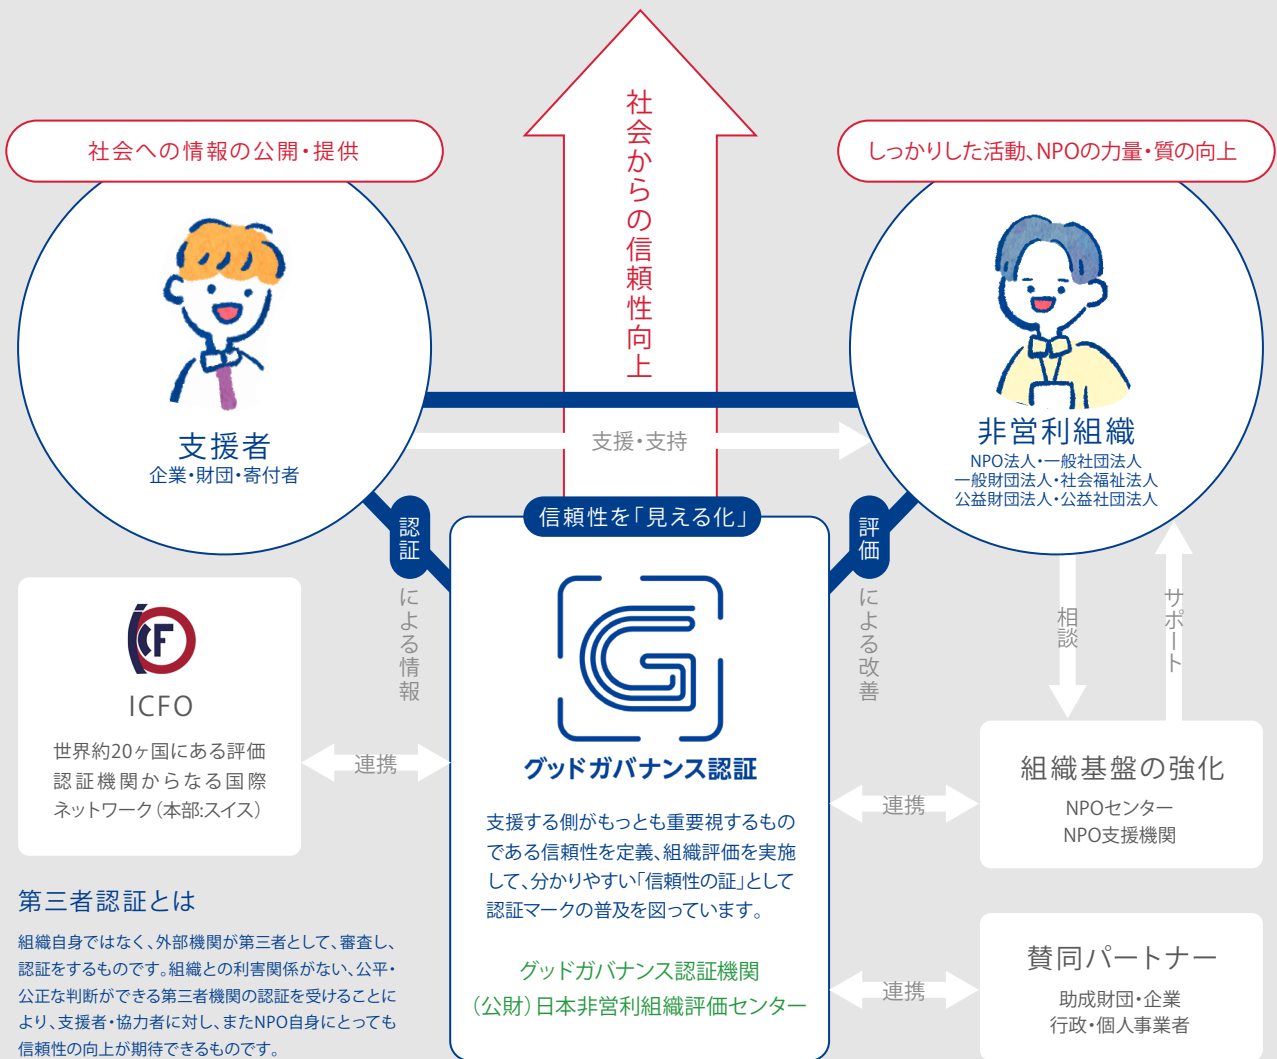 社会からの信頼性向上
社会への情報の公開・提供
しっかりした活動、NPOの力量・質の向上
支援者
企業・財団・寄付者
支援・支持
非営利組織
NPO法人・一般社団法人
一般財団法人・社会福祉法人
公益財団法人・公益社団法人
認証
による情報
信頼性を「見える化」
評価
による改善
相談
サポート
G
グッドガバナンス認証
支援する側がもっとも重要視するもの
である信頼性を定義、組織評価を実施
して、分かりやすい「信頼性の証」として
認証マークの普及を図っています。
グッドガバナンス認証機関
（公財）日本非営利組織評価センター
ICFO
ICFO
世界約20ヶ国にある評価
認証機関からなる国際
ネットワーク（本部:スイス）
連携
連携
組織基盤の強化
NPOセンター
NPO支援機関
連携
賛同パートナー
助成財団・企業
行政・個人事業者
第三者認証とは
組織自身ではなく、外部機関が第三者として、審査し、
認証をするものです。組織との利害関係がない、公平・
公正な判断ができる第三者機関の認証を受けることに
より、支援者・協力者に対し、またNPO自身にとっても
信頼性の向上が期待できるものです。